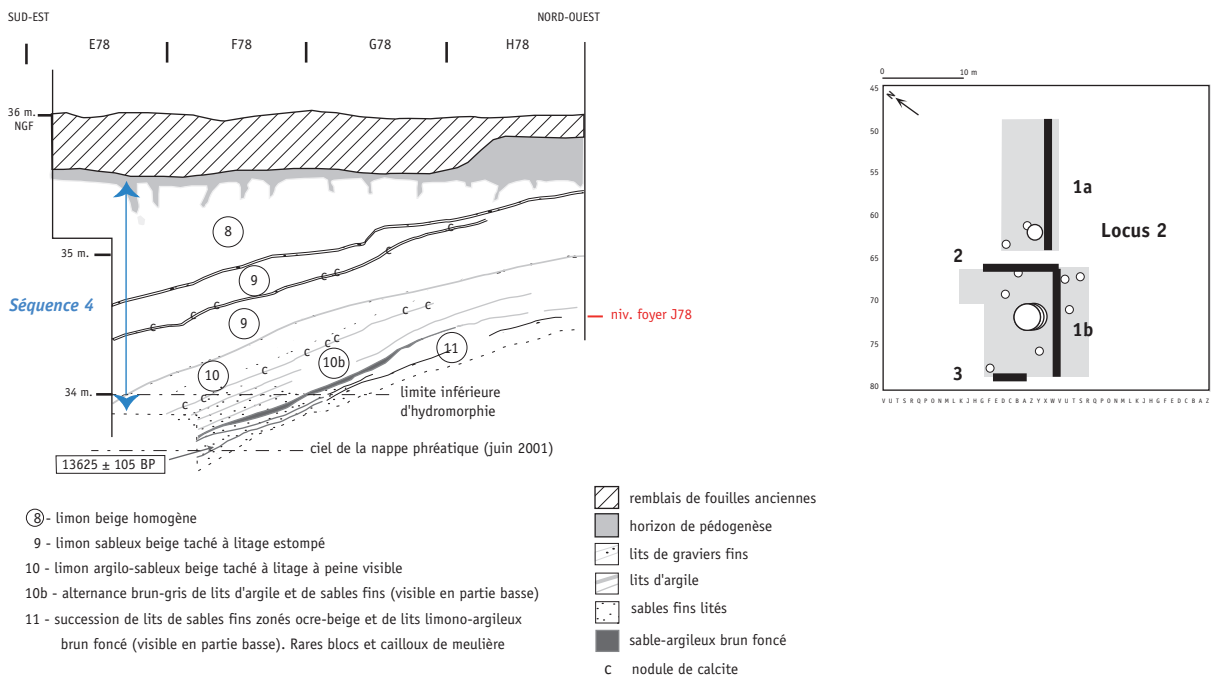 SUD-EST
NORD-OUEST
E78
F78
G78
H78
36 m.
NGF
8
35 m.
9
Séquence 4
9
niv. foyer J78
11
10b
10
34 m.
limite inférieure
d'hydromorphie
ciel de la nappe phréatique (juin 2001)
13625 ± 105 BP
c
c
c
c
c
c
c
c
c
c
c
c
c
8 - limon beige homogène
9 - limon sableux beige taché à litage estompé
10 - limon argilo-sableux beige taché à litage à peine visible
10b - alternance brun-gris de lits d'argile et de sables fins (visible en partie basse)
11 - succession de lits de sables fins zonés ocre-beige et de lits limono-argileux
brun foncé (visible en partie basse). Rares blocs et cailloux de meulière
remblais de fouilles anciennes
horizon de pédogenèse
lits de graviers fins
lits d'argile
sables fins lités
sable-argileux brun foncé
c nodule de calcite
0 10 m
N
45
50
55
60
65
70
75
80
1a
Locus 2
2
1b
3
V U T S R Q P O N M L K J H G F E D C B A Z Y X W V U T S R Q P O N M L K J H G F E D C B A Z